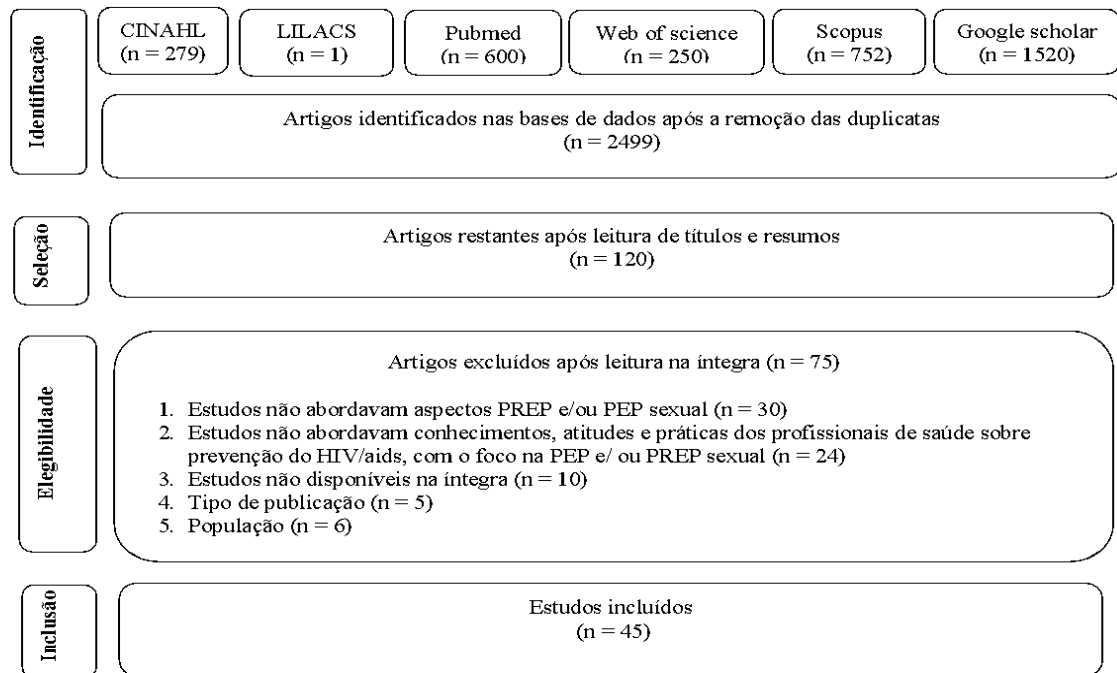 Identificação
CINAHL
(n = 279)
LILACS
(n = 1)
Pubmed
(n = 600)
Web of science
(n = 250)
Scopus
(n = 752)
Google scholar
(n = 1520)
Artigos identificados nas bases de dados após a remoção das duplicatas
(n = 2499)
Seleção
Artigos restantes após leitura de títulos e resumos
(n = 120)
Elegibilidade
Artigos excluídos após leitura na íntegra (n = 75)
1. Estudos não abordavam aspectos PREP e/ou PEP sexual (n = 30)
2. Estudos não abordavam conhecimentos, atitudes e práticas dos profissionais de saúde sobre
prevenção do HIV/aids, com o foco na PEP e/ ou PREP sexual (n = 24)
3. Estudos não disponíveis na íntegra (n = 10)
4. Tipo de publicação (n = 5)
5. População (n = 6)
Inclusão
Estudos incluídos
(n = 45)